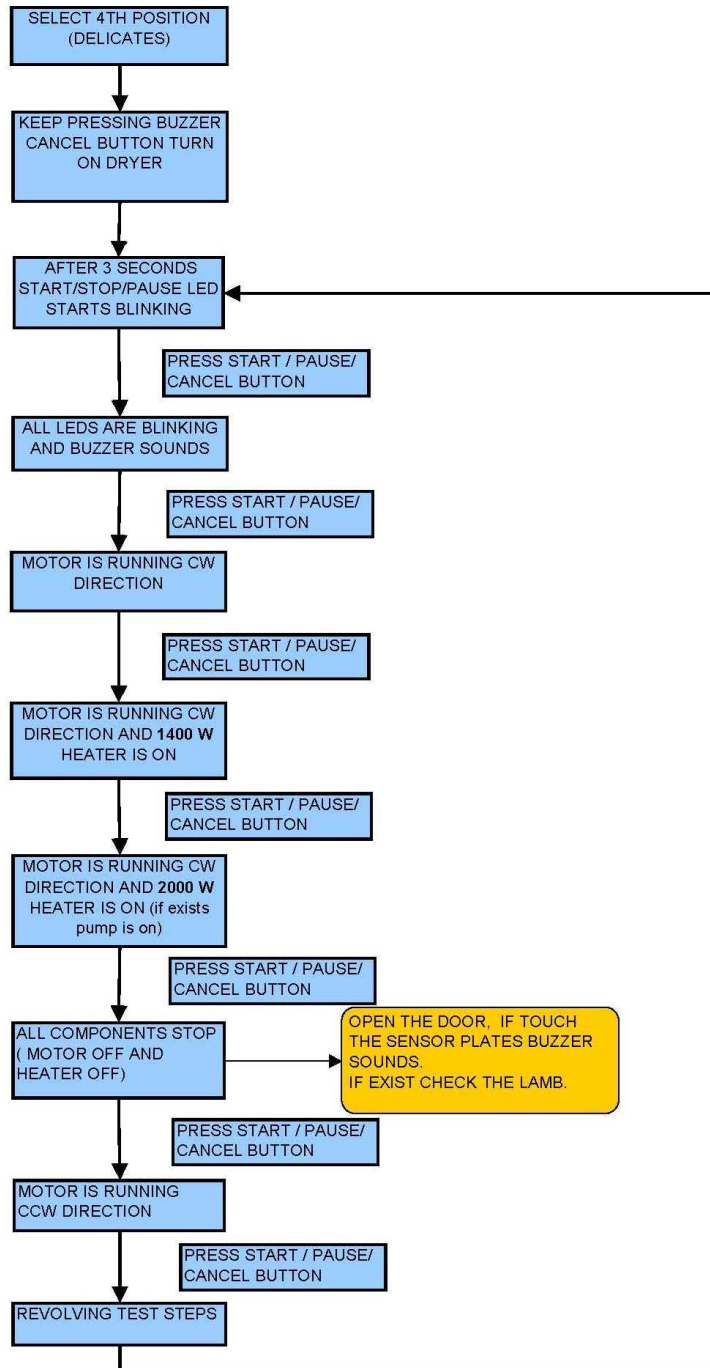 SELECT 4TH POSITION
(DELICATES)
KEEP PRESSING BUZZER
CANCEL BUTTON TURN
ON DRYER
AFTER 3 SECONDS
START/STOP/PAUSE LED
STARTS BLINKING
PRESS START / PAUSE/
CANCEL BUTTON
ALL LEDS ARE BLINKING
AND BUZZER SOUNDS
PRESS START / PAUSE/
CANCEL BUTTON
MOTOR IS RUNNING CW
DIRECTION
PRESS START / PAUSE/
CANCEL BUTTON
MOTOR IS RUNNING CW
DIRECTION AND 1400 W
HEATER IS ON
PRESS START / PAUSE/
CANCEL BUTTON
MOTOR IS RUNNING CW
DIRECTION AND 2000 W
HEATER IS ON (if exists
pump is on)
PRESS START / PAUSE/
CANCEL BUTTON
ALL COMPONENTS STOP
( MOTOR OFF AND
HEATER OFF)
OPEN THE DOOR, IF TOUCH
THE SENSOR PLATES BUZZER
SOUNDS.
IF EXIST CHECK THE LAMB.
PRESS START / PAUSE/
CANCEL BUTTON
MOTOR IS RUNNING
CCW DIRECTION
PRESS START / PAUSE/
CANCEL BUTTON
REVOLVING TEST STEPS